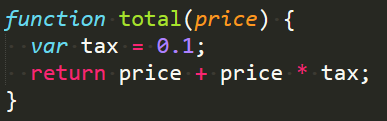 function total(price) {
  var tax = 0.1;
  return price + price * tax;
}